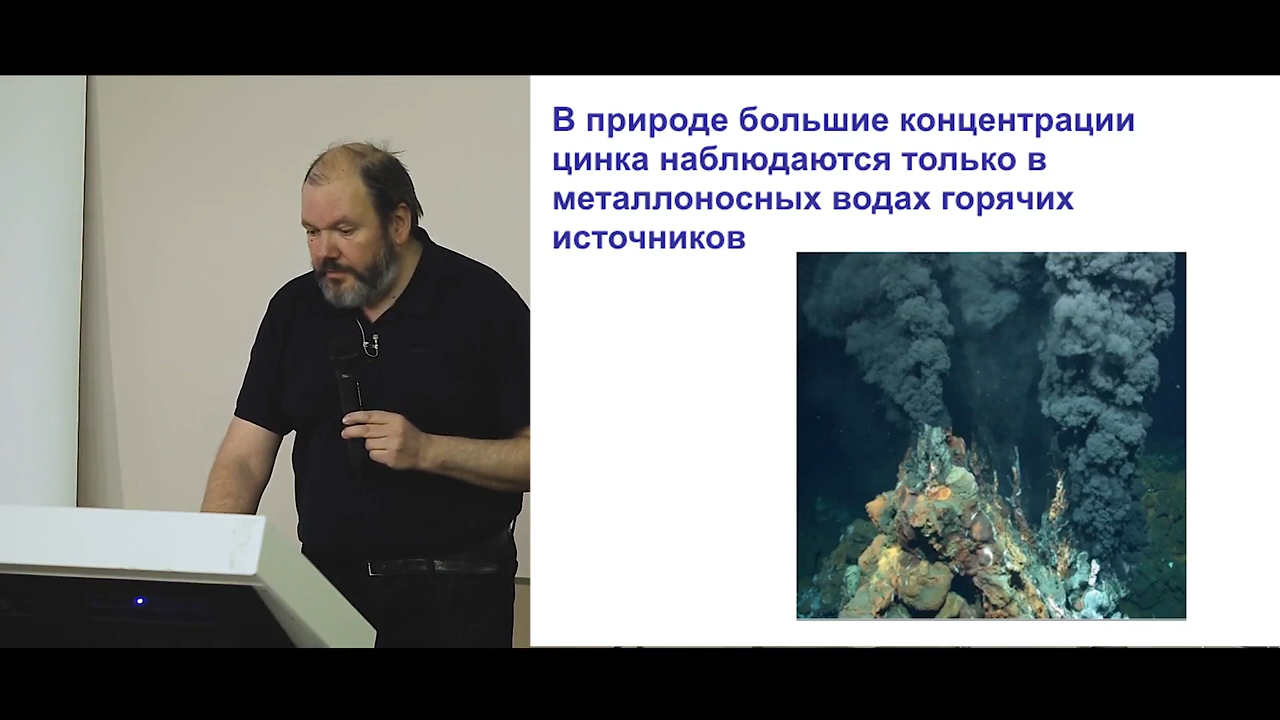 В природе большие концентрации
цинка наблюдаются только в
металлоносных водах горячих
источников